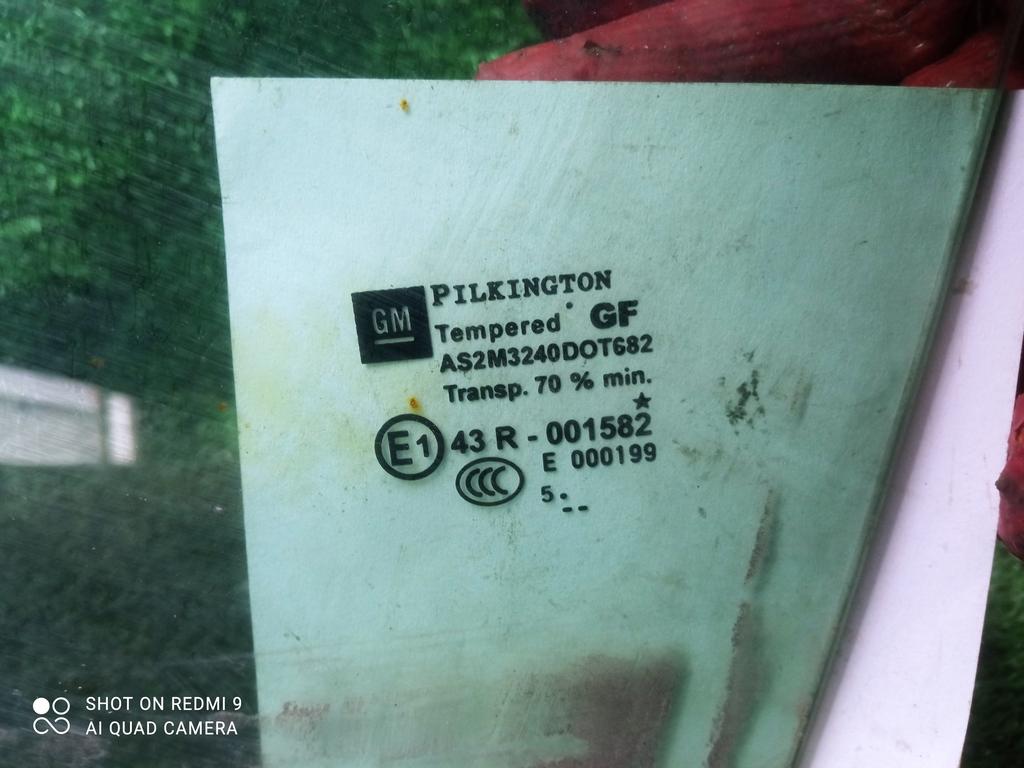 PILKINGTON
GM
Tempered GF
AS2M3240DOT682
Transp. 70 % min.
E1 43 R - 001582
CCC E 000199
5
SHOT ON REDMI 9
AI QUAD CAMERA